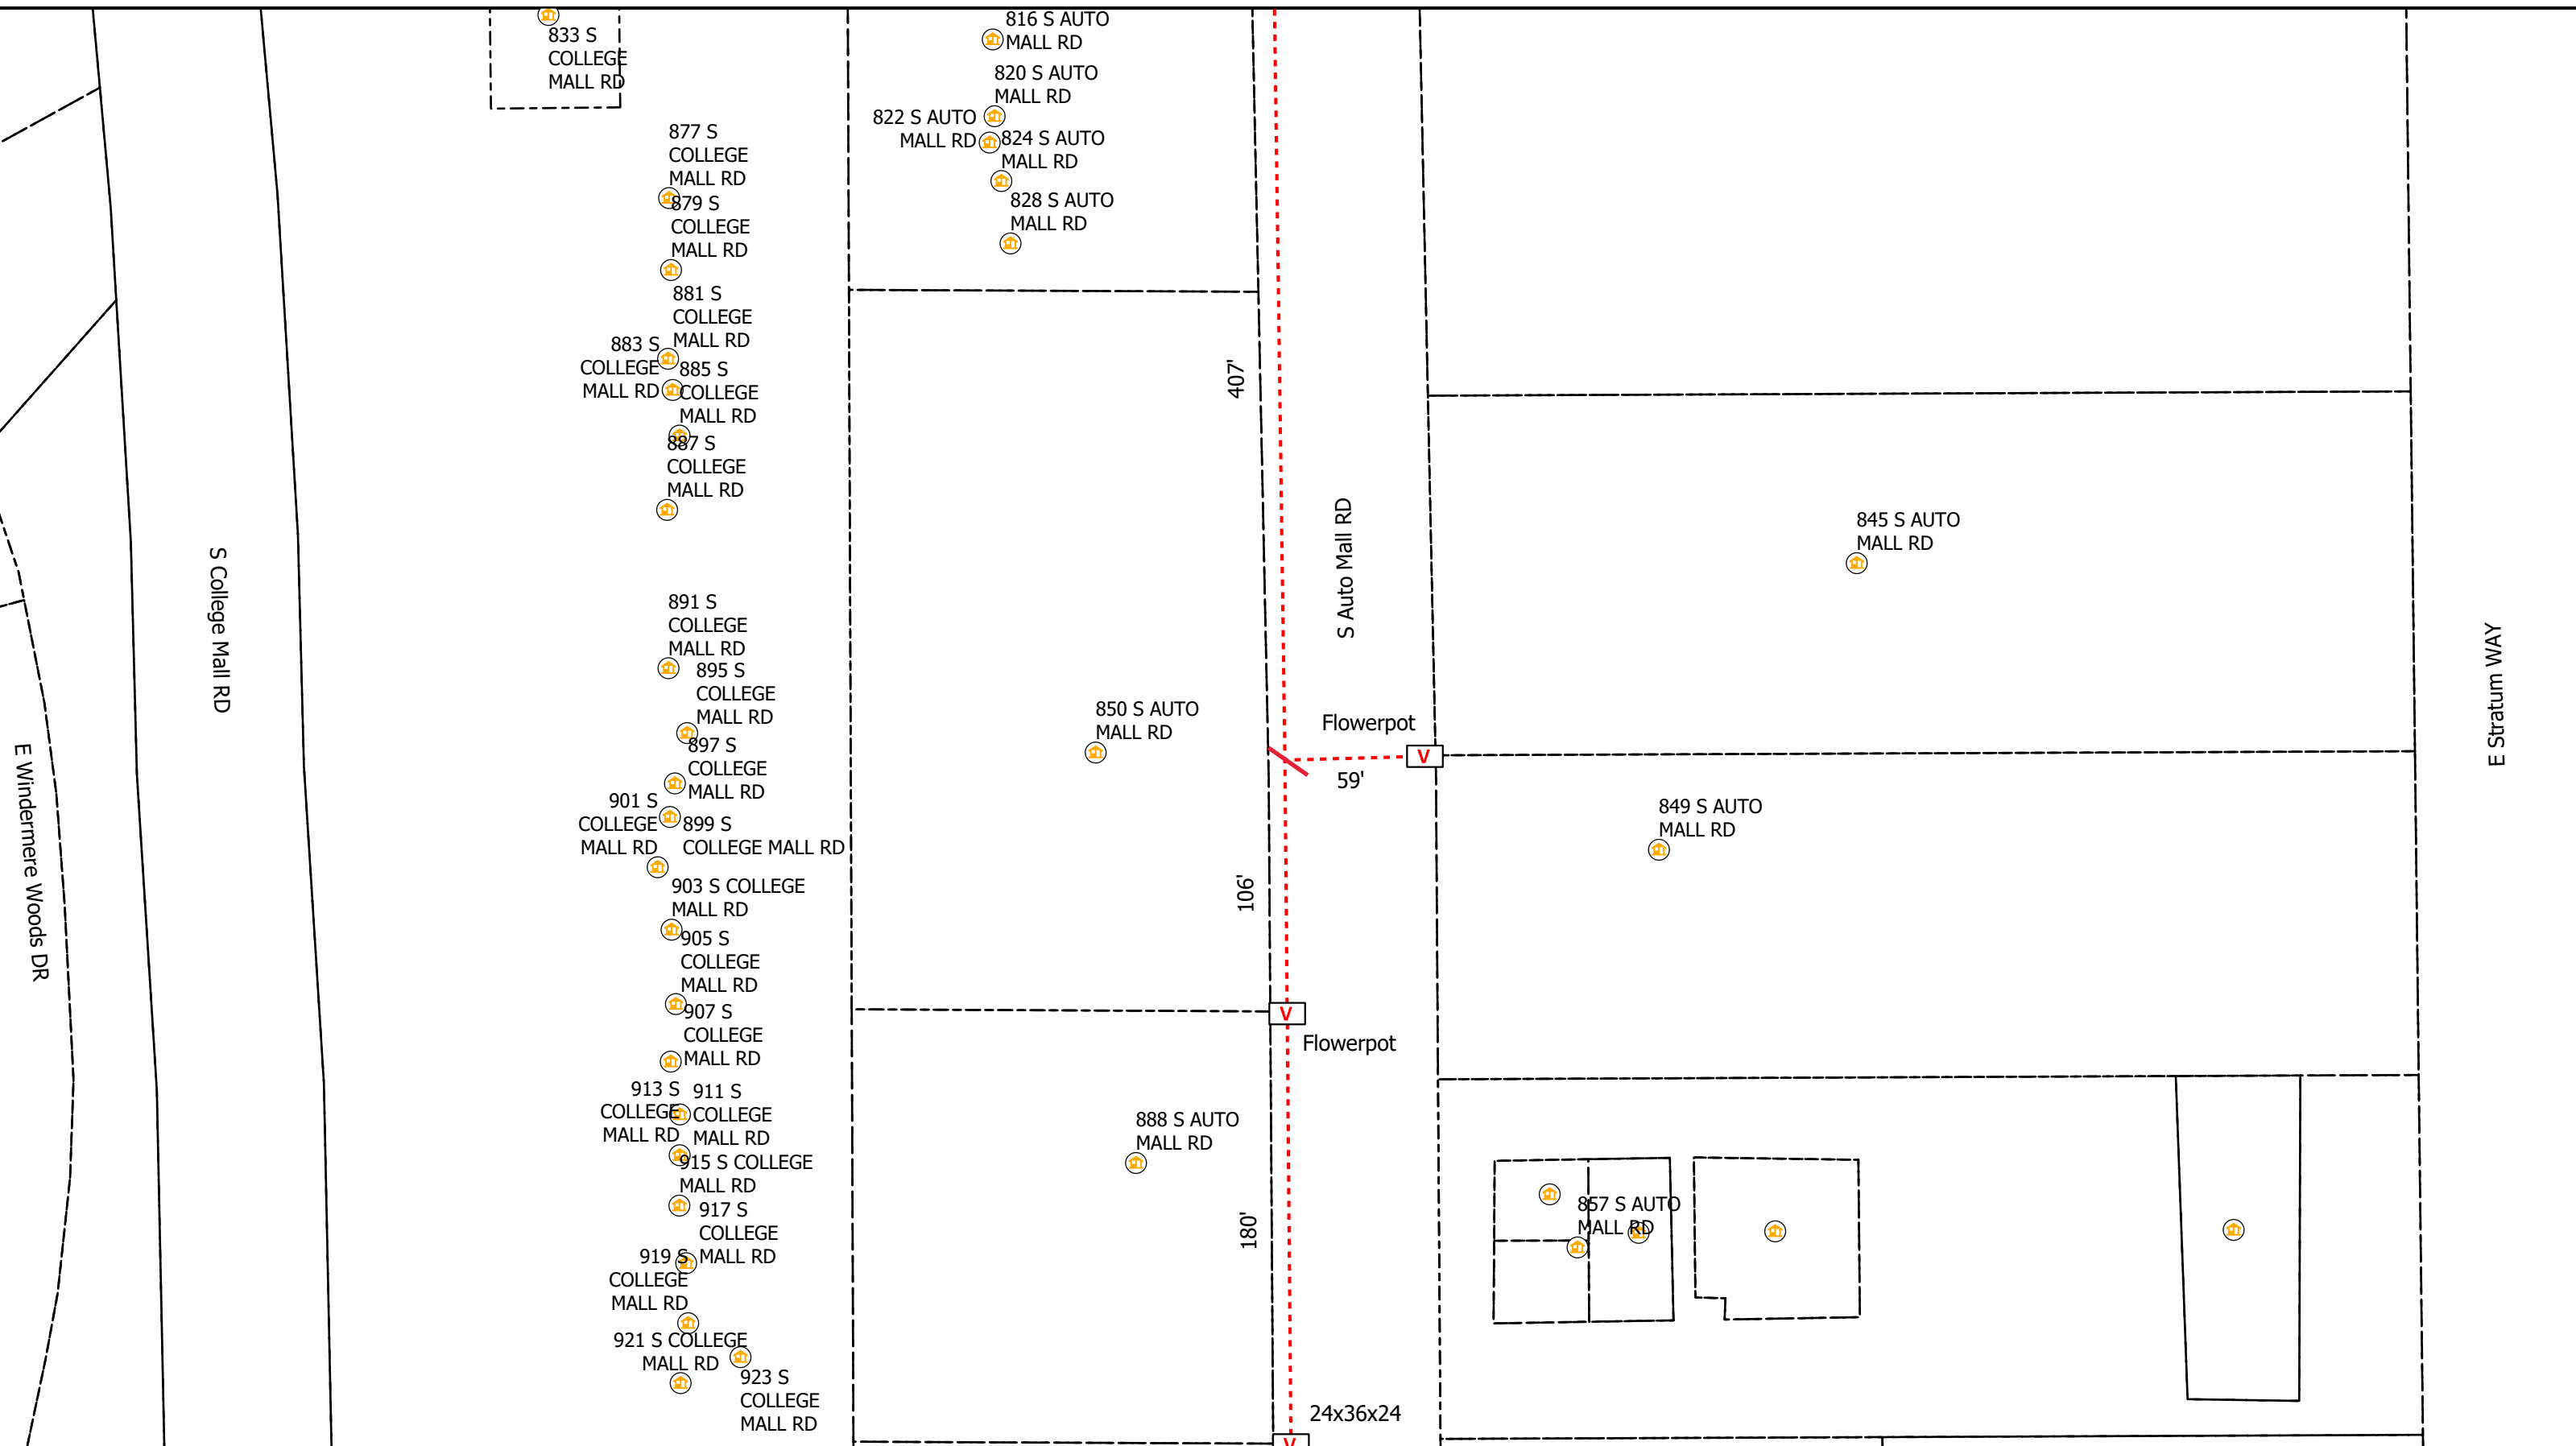 833 S
COLLEGE
MALL RD
877 S
COLLEGE
MALL RD
879 S
COLLEGE
MALL RD
881 S
COLLEGE
MALL RD
883 S
COLLEGE
MALL RD
885 S
COLLEGE
MALL RD
887 S
COLLEGE
MALL RD
891 S
COLLEGE
MALL RD
895 S
COLLEGE
MALL RD
897 S
COLLEGE
MALL RD
901 S
COLLEGE
MALL RD
899 S
COLLEGE MALL RD
903 S COLLEGE
MALL RD
905 S
COLLEGE
MALL RD
907 S
COLLEGE
MALL RD
913 S
COLLEGE
MALL RD
911 S
COLLEGE
MALL RD
915 S COLLEGE
MALL RD
917 S
COLLEGE
MALL RD
919 S
COLLEGE
MALL RD
921 S COLLEGE
MALL RD
923 S
COLLEGE
MALL RD
816 S AUTO
MALL RD
820 S AUTO
MALL RD
822 S AUTO
MALL RD
824 S AUTO
MALL RD
828 S AUTO
MALL RD
850 S AUTO
MALL RD
888 S AUTO
MALL RD
845 S AUTO
MALL RD
849 S AUTO
MALL RD
857 S AUTO
MALL RD
S College Mall RD
E Windermere Woods DR
S Auto Mall RD
E Stratum WAY
407'
106'
180'
Flowerpot
V
59'
V
Flowerpot
24x36x24
V